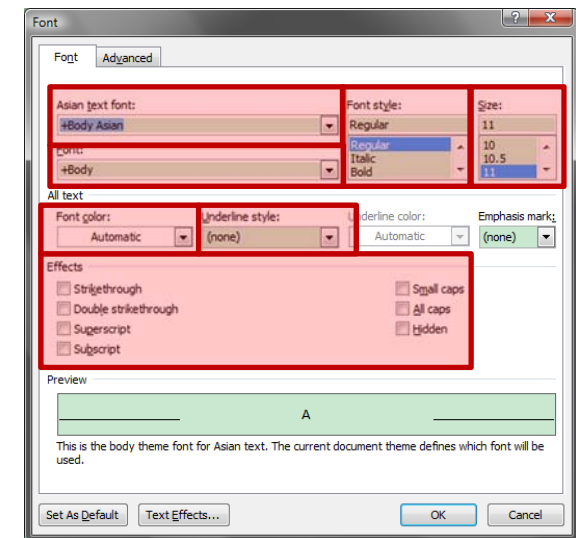 Font
Font Advanced
Asian text font: Font style: Size:
+Body Asian Regular 11
Font: Regular 10
Italic 10.5
+Body Bold 11
All text
Font color: Underline style: Underline color: Emphasis mark:
Automatic (none) Automatic (none)
Effects
Strikethrough Small caps
Double strikethrough All caps
Superscript Hidden
Subscript
Preview
A
This is the body theme font for Asian text. The current document theme defines which font will be
used.
Set As Default Text Effects... OK Cancel